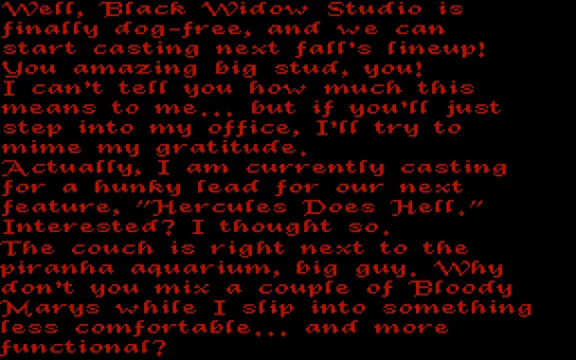 Well, Black Widow Studio is
finally dog-free, and we can
start casting next fall's lineup!
You amazing big stud, you!
I can't tell you how much this
means to me... but if you'll just
step into my office, I'll try to
mime my gratitude.
Actually, I am currently casting
for a hunky lead for our next
feature, "Hercules Does Hell."
Interested? I thought so.
The couch is right next to the
piranha aquarium, big guy. Why
don't you mix a couple of Bloody
Marys while I slip into something
less comfortable... and more
functional?